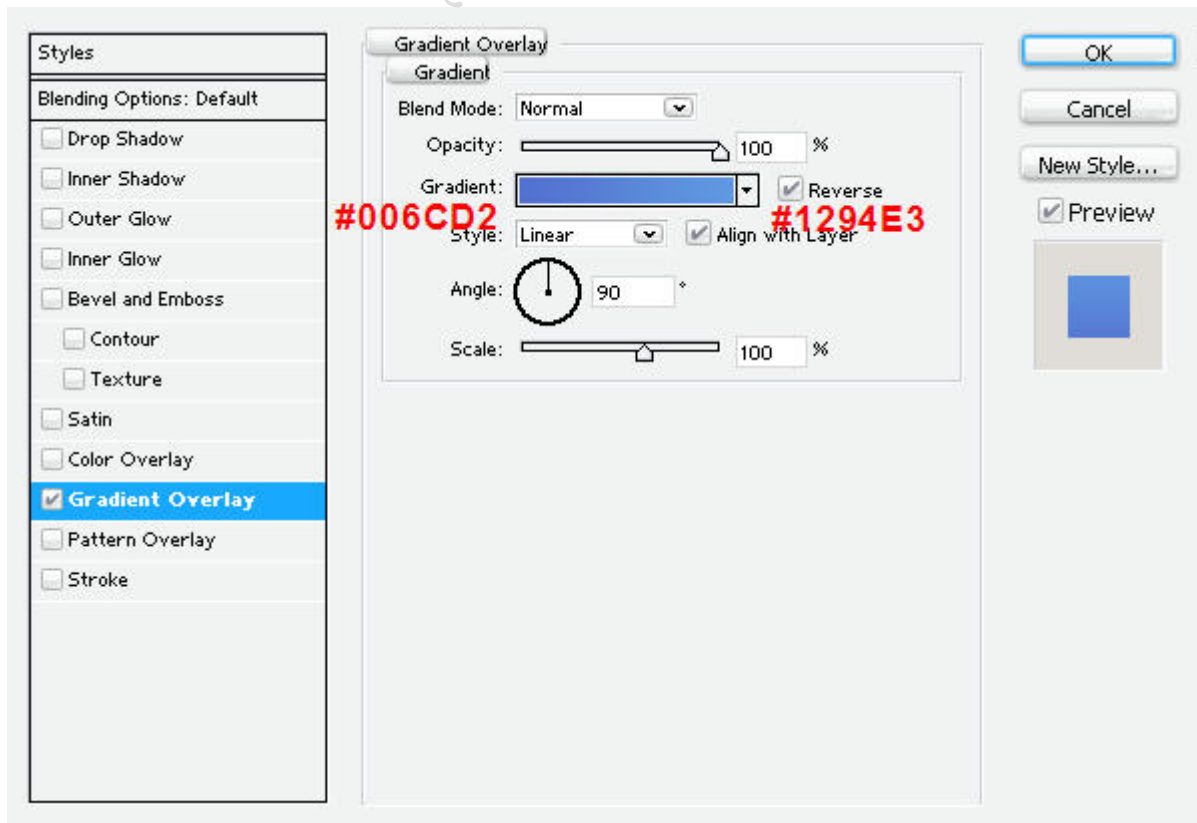 Styles
Blending Options: Default
Drop Shadow
Inner Shadow
Outer Glow
Inner Glow
Bevel and Emboss
Contour
Texture
Satin
Color Overlay
Gradient Overlay
Pattern Overlay
Stroke
Gradient Overlay
Gradient
Blend Mode: Normal
Opacity: 100 %
Gradient: Reverse
#006CD2 #1294E3
Style: Linear Align with Layer
Angle: 90 °
Scale: 100 %
OK
Cancel
New Style...
Preview